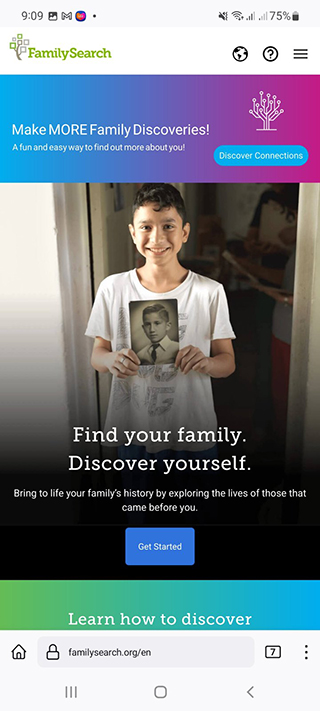 9:09 75%
FamilySearch
Make MORE Family Discoveries!
A fun and easy way to find out more about you!
Discover Connections
Find your family.
Discover yourself.
Bring to life your family's history by exploring the lives of those that
came before you.
Get Started
Learn how to discover
familysearch.org/en
7